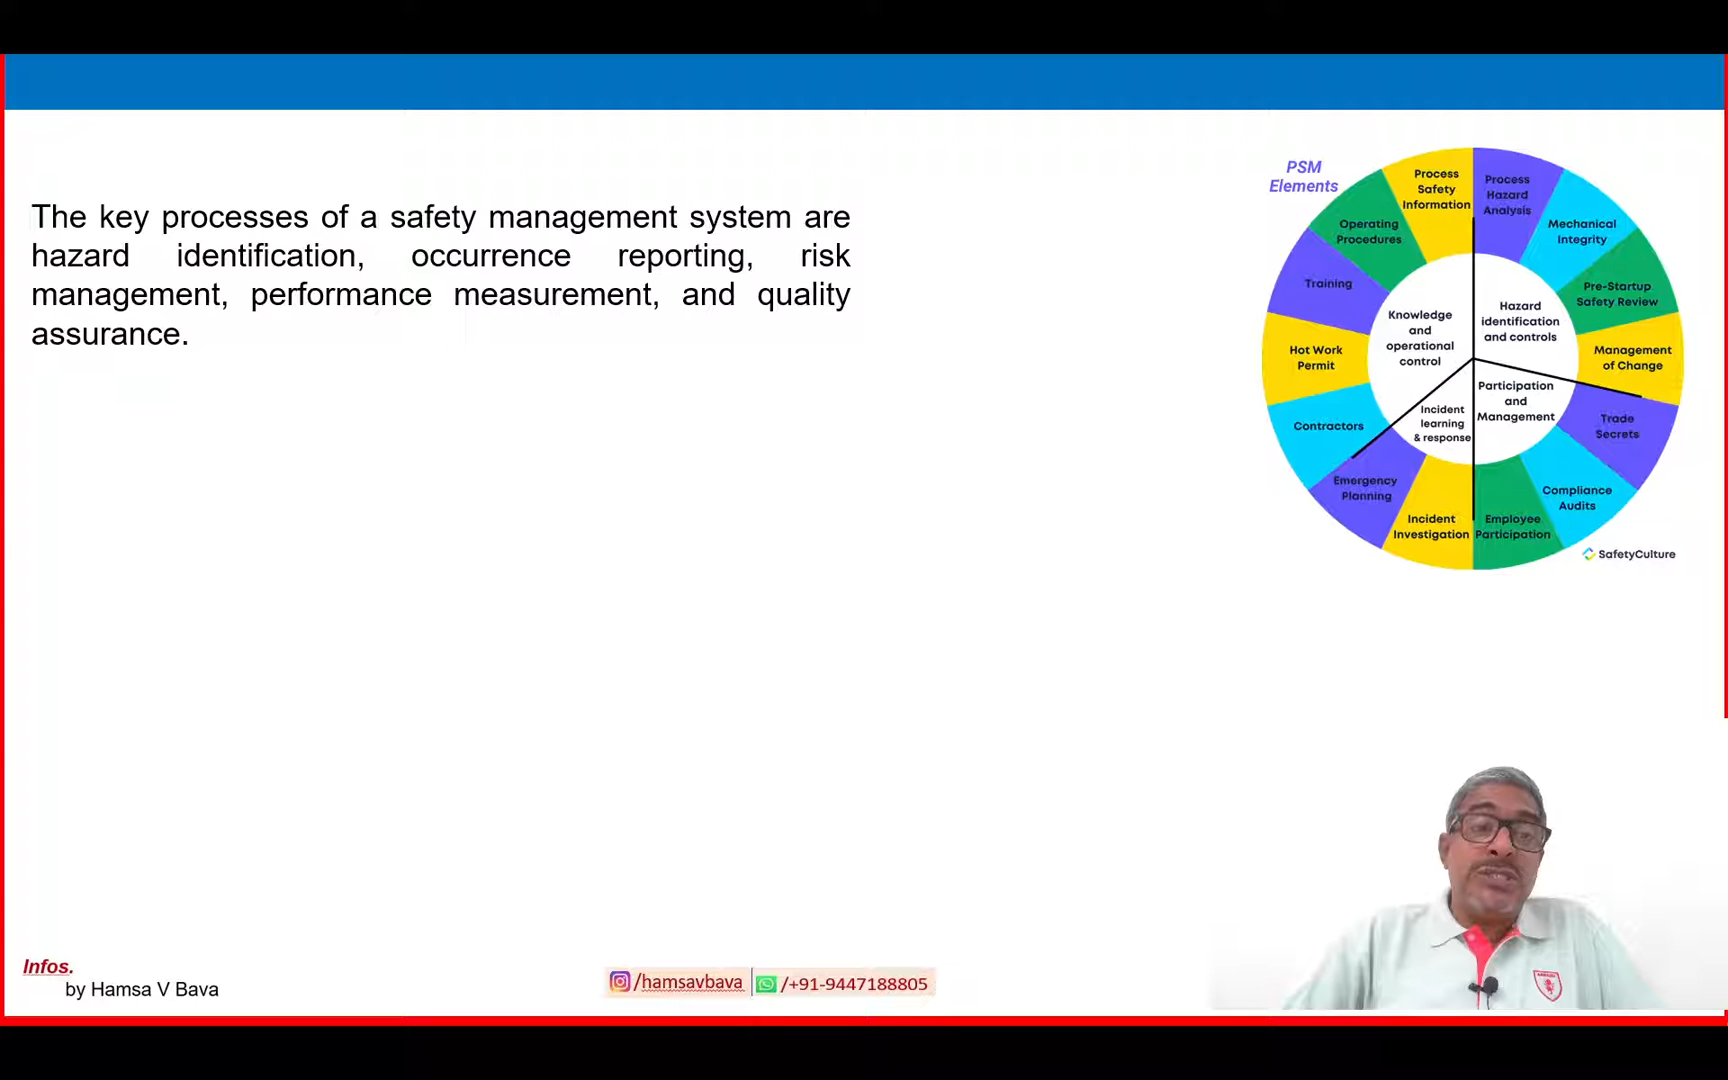 The key processes of a safety management system are
hazard identification, occurrence reporting, risk
management, performance measurement, and quality
assurance.
PSM
Elements
Process
Safety
Information
Process
Hazard
Analysis
Mechanical
Integrity
Pre-Startup
Safety Review
Management
of Change
Trade
Secrets
Compliance
Audits
Employee
Participation
Incident
Investigation
Emergency
Planning
Contractors
Hot Work
Permit
Training
Operating
Procedures
Knowledge
and
operational
control
Hazard
identification
and controls
Participation
and
Management
Incident
learning
& response
SafetyCulture
Infos.
by Hamsa V Bava
/hamsavbava
/+91-9447188805